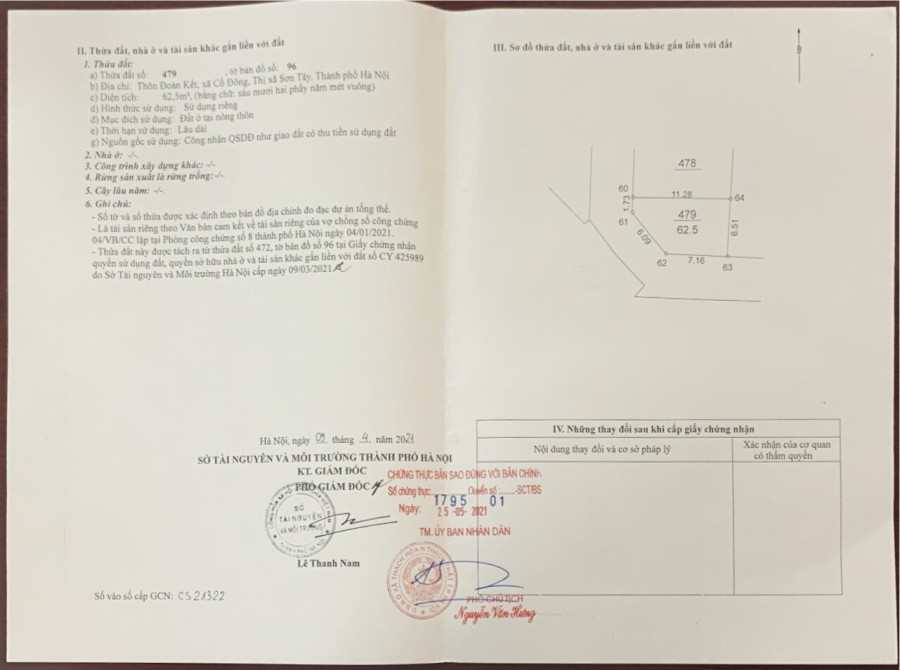 II. Thửa đất, nhà ở và tài sản khác gắn liền với đất
1. Thửa đất:
a) Thửa đất số: 479 , tờ bản đồ số: 96
b) Địa chỉ: Thôn Đoàn Kết, xã Cổ Đông, Thị xã Sơn Tây, Thành phố Hà Nội
c) Diện tích: 62.5m², (bằng chữ: sáu mươi hai phẩy năm mét vuông)
d) Hình thức sử dụng: Sử dụng riêng
đ) Mục đích sử dụng: Đất ở tại nông thôn
e) Thời hạn sử dụng: Lâu dài
g) Nguồn gốc sử dụng: Công nhận QSDĐ như giao đất có thu tiền sử dụng đất
2. Nhà ở: -/-
3. Công trình xây dựng khác: -/-
4. Rừng sản xuất là rừng trồng: -/-
5. Cây lâu năm: -/-
6. Ghi chú:
- Số tờ và số thửa được xác định theo bản đồ địa chính đo đạc dự án tổng thể.
- Là tài sản riêng theo Văn bản cam kết về tài sản riêng của vợ chồng số công chứng
04/VB/CC lập tại Phòng công chứng số 8 thành phố Hà Nội ngày 04/01/2021.
- Thửa đất này được tách ra từ thửa đất số 472, tờ bản đồ số 96 tại Giấy chứng nhận
quyền sử dụng đất, quyền sở hữu nhà ở và tài sản khác gắn liền với đất số CY 425989
do Sở Tài nguyên và Môi trường Hà Nội cấp ngày 09/03/2021
Hà Nội, ngày 09 tháng 4 năm 2021
SỞ TÀI NGUYÊN VÀ MÔI TRƯỜNG THÀNH PHỐ HÀ NỘI
KT. GIÁM ĐỐC
PHÓ GIÁM ĐỐC
SỞ
TÀI NGUYÊN
VÀ MÔI TRƯỜNG
Lê Thanh Nam
Số vào sổ cấp GCN: CS21322
CHỨNG THỰC BẢN SAO ĐÚNG VỚI BẢN CHÍNH
Số chứng thực 1795 Quyển số: 01 -SCT/BS
Ngày: 25-05-2021
TM. ỦY BAN NHÂN DÂN
PHÓ CHỦ TỊCH
Nguyễn Văn Hưng
III. Sơ đồ thửa đất, nhà ở và tài sản khác gắn liền với đất
B
478
60
11.28
64
1.73
479
61
62.5
6.51
6.09
62
7.16
63
IV. Những thay đổi sau khi cấp giấy chứng nhận
Nội dung thay đổi và cơ sở pháp lý
Xác nhận của cơ quan
có thẩm quyền